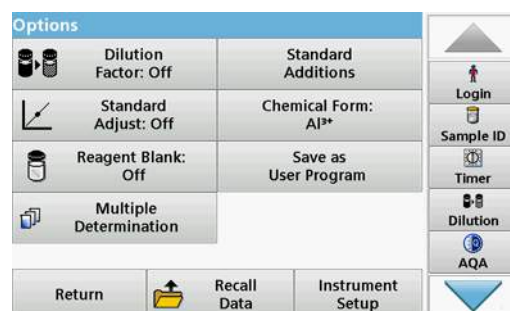 Options
Dilution
Factor: Off
Standard
Additions
Standard
Adjust: Off
Chemical Form:
Al³⁺
Reagent Blank:
Off
Save as
User Program
Multiple
Determination
Return
Recall
Data
Instrument
Setup
Login
Sample ID
Timer
Dilution
AQA